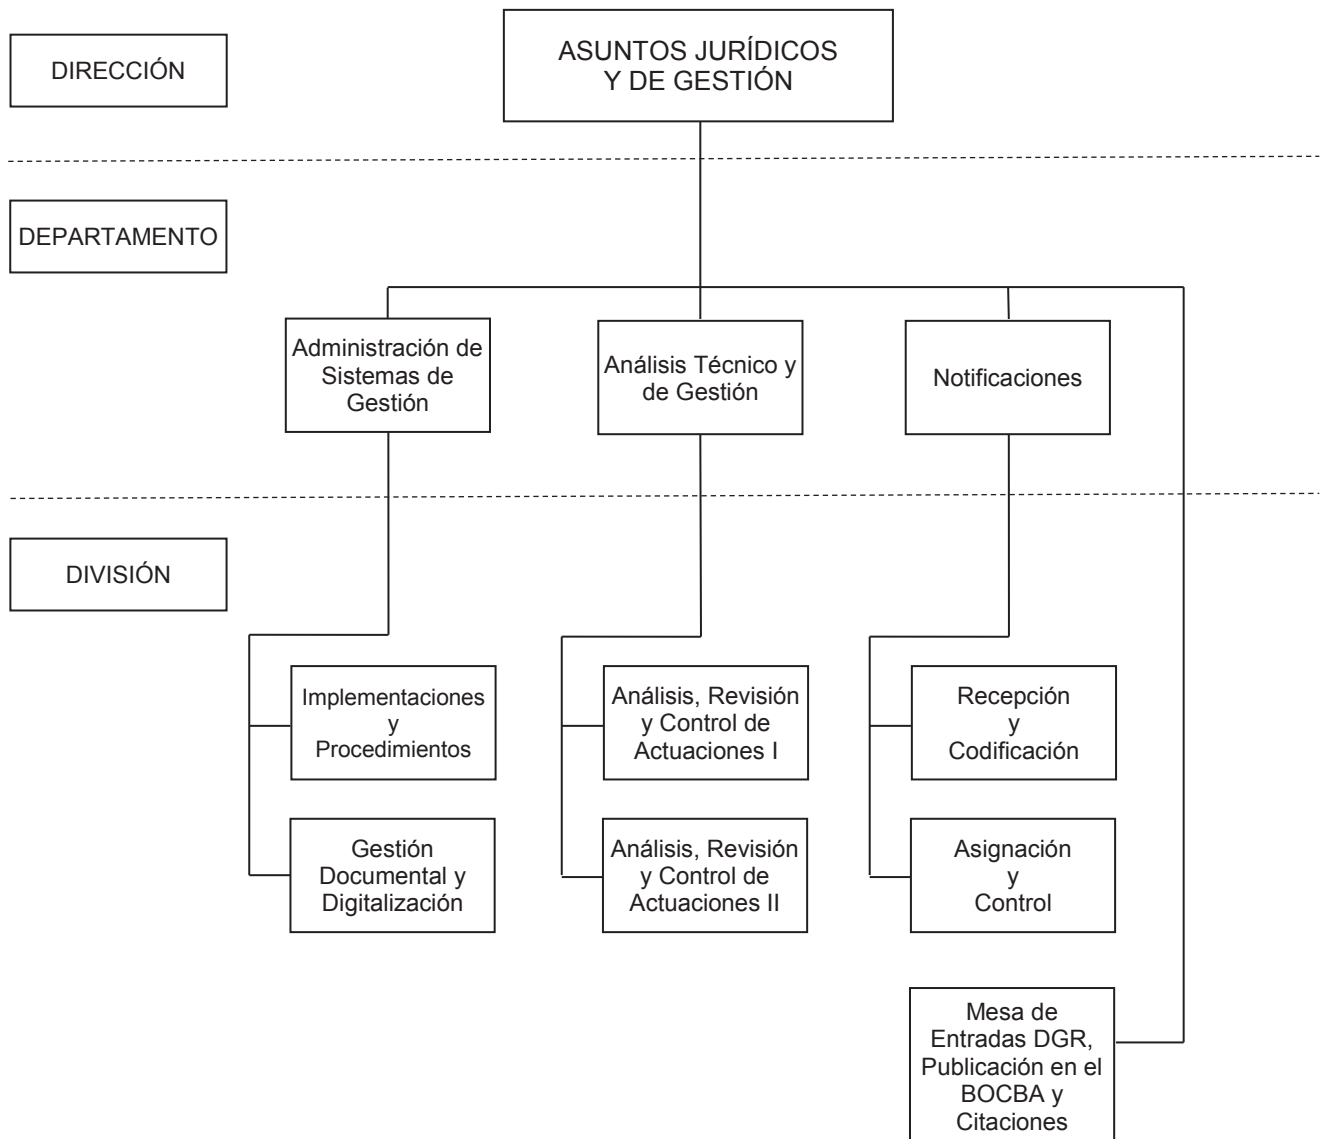 DIRECCIÓN
ASUNTOS JURÍDICOS
Y DE GESTIÓN
DEPARTAMENTO
Administración de
Sistemas de
Gestión
Análisis Técnico y
de Gestión
Notificaciones
DIVISIÓN
Implementaciones
y
Procedimientos
Análisis, Revisión
y Control de
Actuaciones I
Recepción
y
Codificación
Gestión
Documental y
Digitalización
Análisis, Revisión
y Control de
Actuaciones II
Asignación
y
Control
Mesa de
Entradas DGR,
Publicación en el
BOCBA y
Citaciones